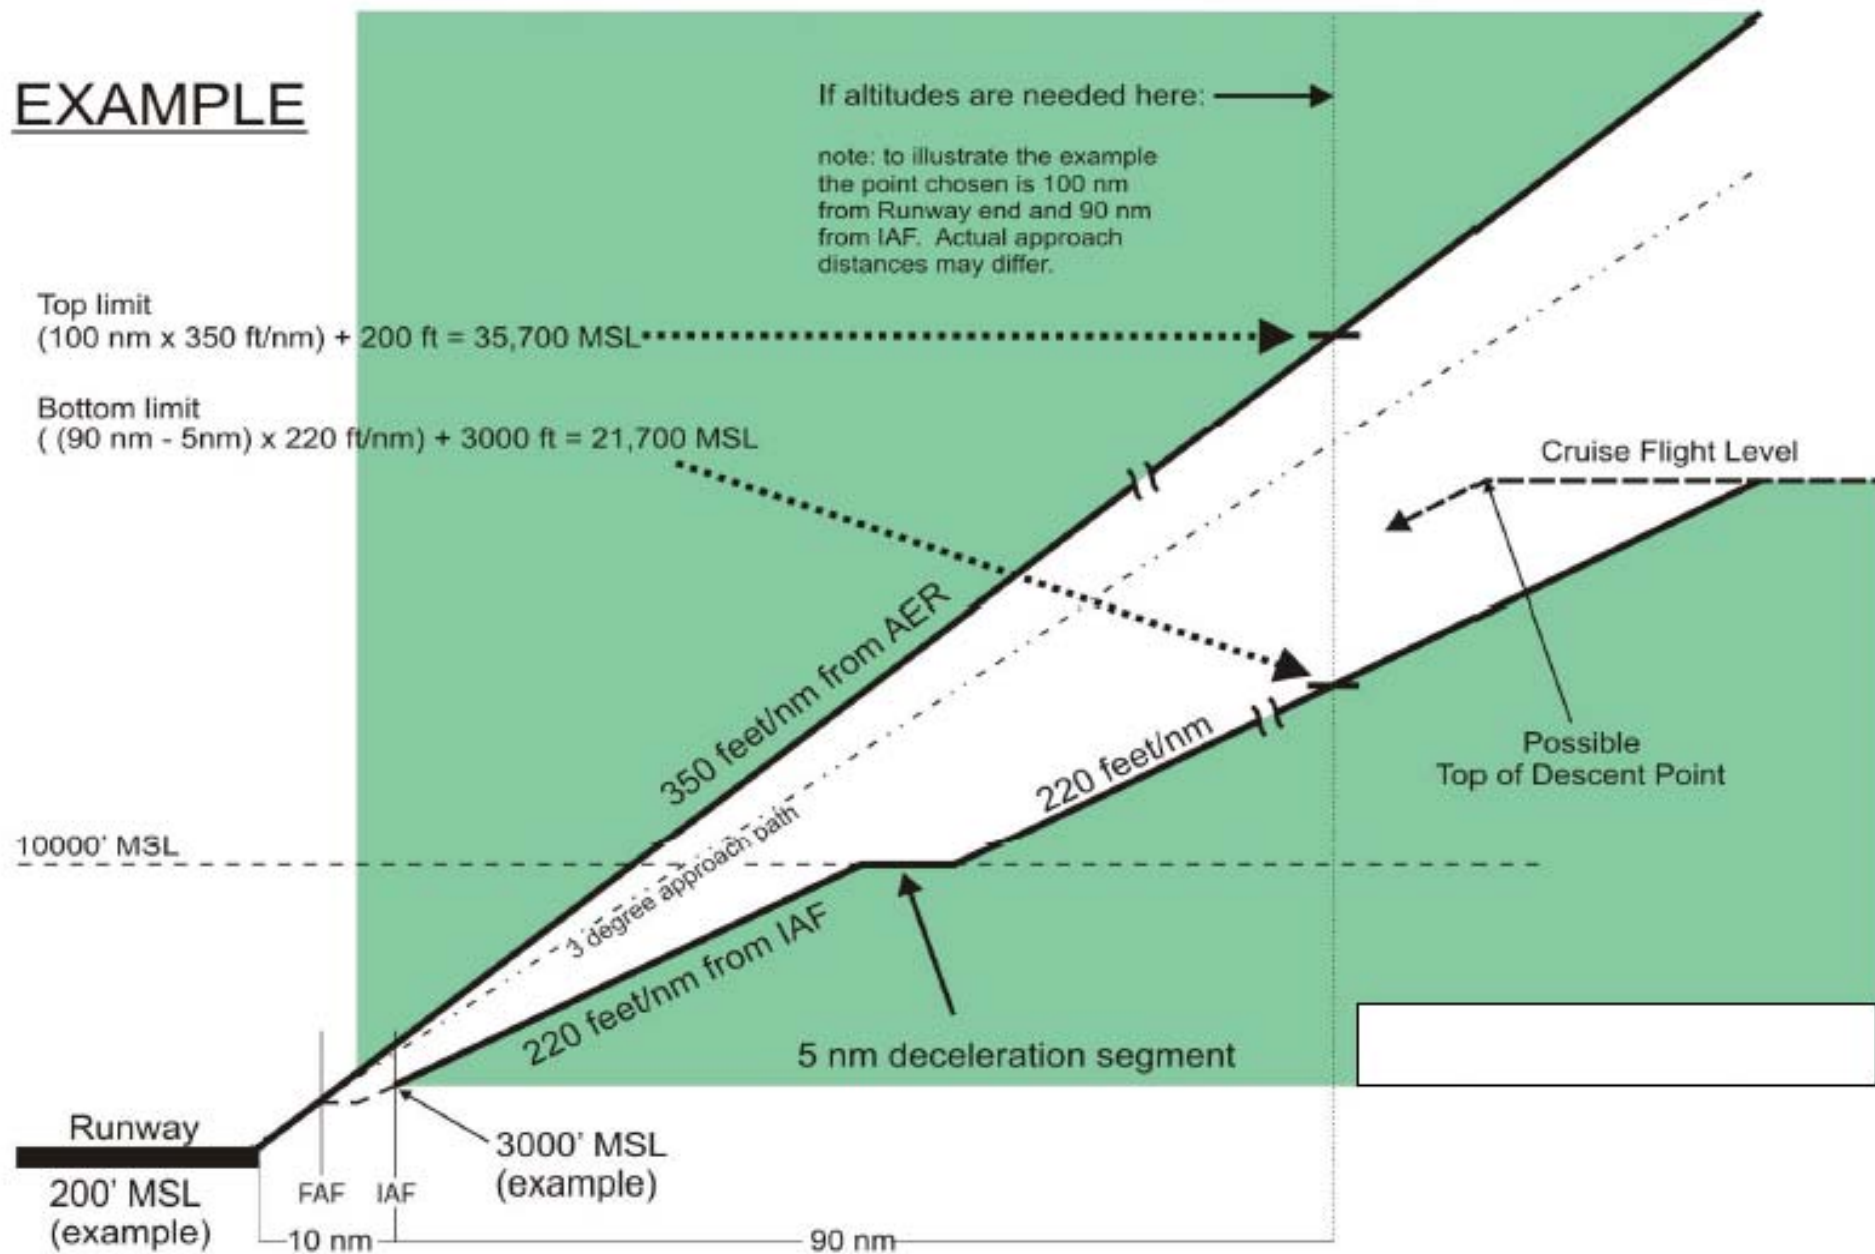 EXAMPLE
If altitudes are needed here:
note: to illustrate the example
the point chosen is 100 nm
from Runway end and 90 nm
from IAF. Actual approach
distances may differ.
Top limit
(100 nm x 350 ft/nm) + 200 ft = 35,700 MSL
Bottom limit
( (90 nm - 5nm) x 220 ft/nm) + 3000 ft = 21,700 MSL
Cruise Flight Level
350 feet/nm from AER
220 feet/nm
Possible
Top of Descent Point
10000' MSL
3 degree approach path
220 feet/nm from IAF
5 nm deceleration segment
Runway
200' MSL
(example)
FAF
IAF
3000' MSL
(example)
10 nm
90 nm